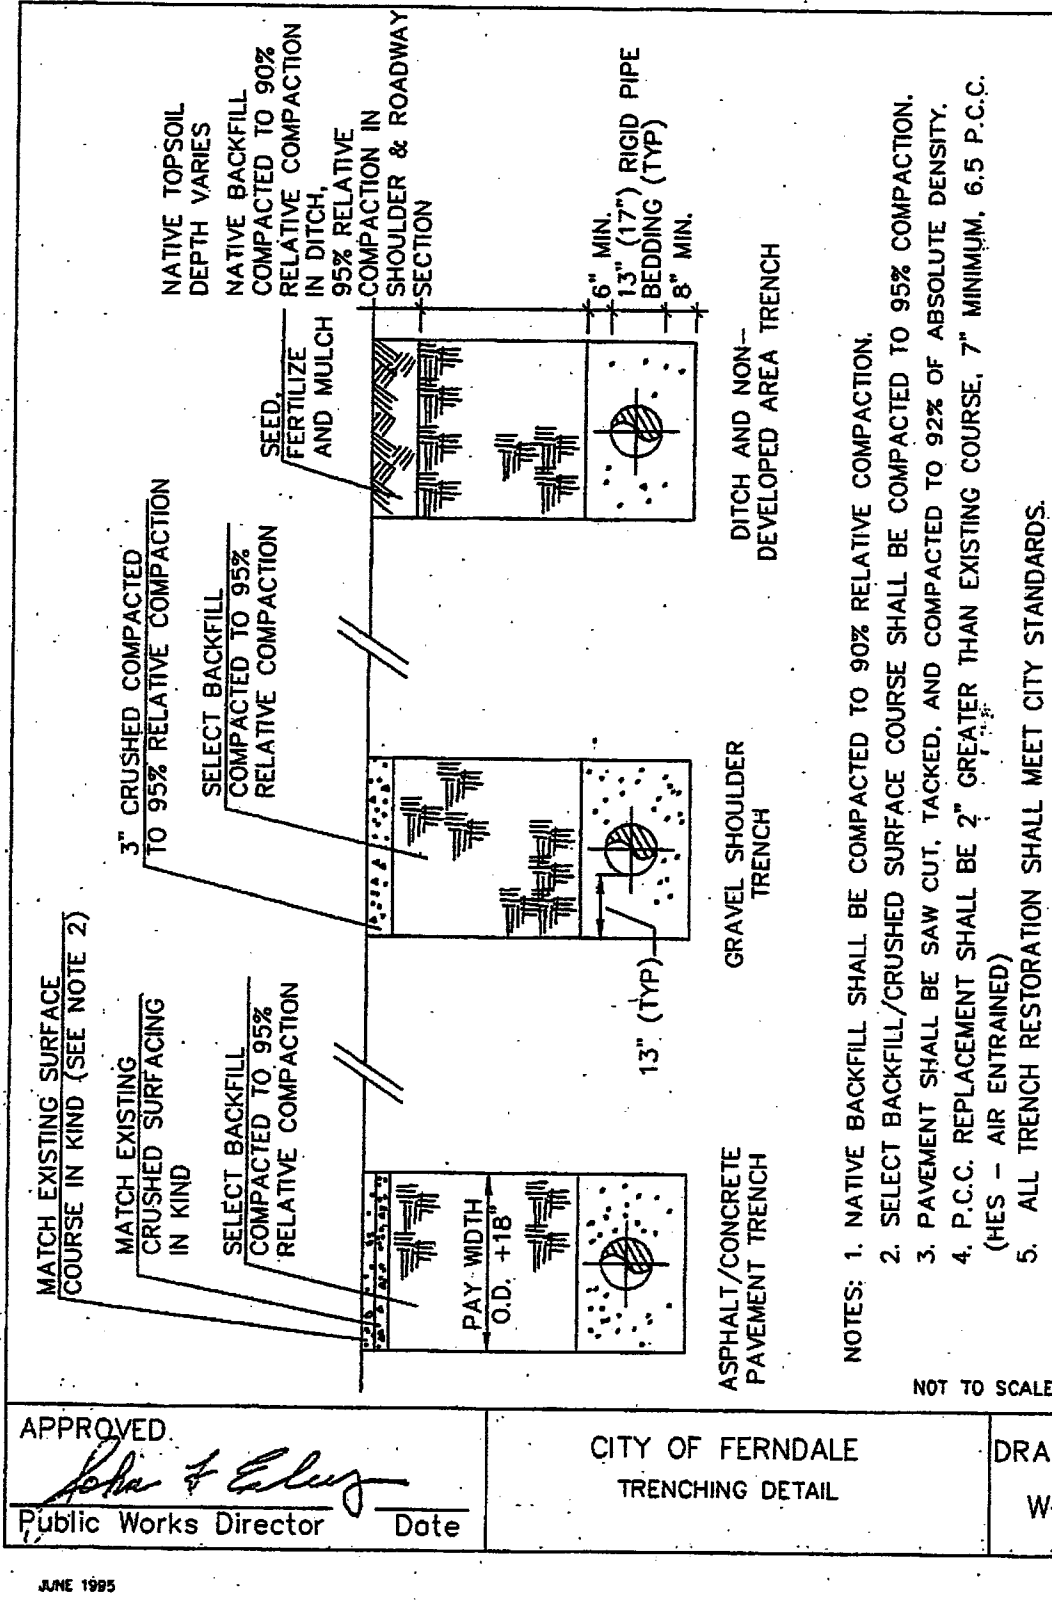 MATCH EXISTING SURFACE
COURSE IN KIND (SEE NOTE 2)
MATCH EXISTING
CRUSHED SURFACING
IN KIND
SELECT BACKFILL
COMPACTED TO 95%
RELATIVE COMPACTION
PAY WIDTH
O.D. +18"
ASPHALT/CONCRETE
PAVEMENT TRENCH
3" CRUSHED COMPACTED
TO 95% RELATIVE COMPACTION
SELECT BACKFILL
COMPACTED TO 95%
RELATIVE COMPACTION
13" (TYP)
GRAVEL SHOULDER
TRENCH
NATIVE TOPSOIL
DEPTH VARIES
NATIVE BACKFILL
COMPACTED TO 90%
RELATIVE COMPACTION
IN DITCH,
95% RELATIVE
COMPACTION IN
SHOULDER & ROADWAY
SECTION
SEED,
FERTILIZE
AND MULCH
6" MIN.
13" (17") RIGID PIPE
BEDDING (TYP)
8" MIN.
DITCH AND NON-
DEVELOPED AREA TRENCH
NOTES: 1. NATIVE BACKFILL SHALL BE COMPACTED TO 90% RELATIVE COMPACTION.
2. SELECT BACKFILL/CRUSHED SURFACE COURSE SHALL BE COMPACTED TO 95% COMPACTION.
3. PAVEMENT SHALL BE SAW CUT, TACKED, AND COMPACTED TO 92% OF ABSOLUTE DENSITY.
4. P.C.C. REPLACEMENT SHALL BE 2" GREATER THAN EXISTING COURSE, 7" MINIMUM, 6.5 P.C.C.
(HES - AIR ENTRAINED)
5. ALL TRENCH RESTORATION SHALL MEET CITY STANDARDS.
NOT TO SCALE
APPROVED
Public Works Director Date
CITY OF FERNDALE
TRENCHING DETAIL
DRA
W-
JUNE 1995